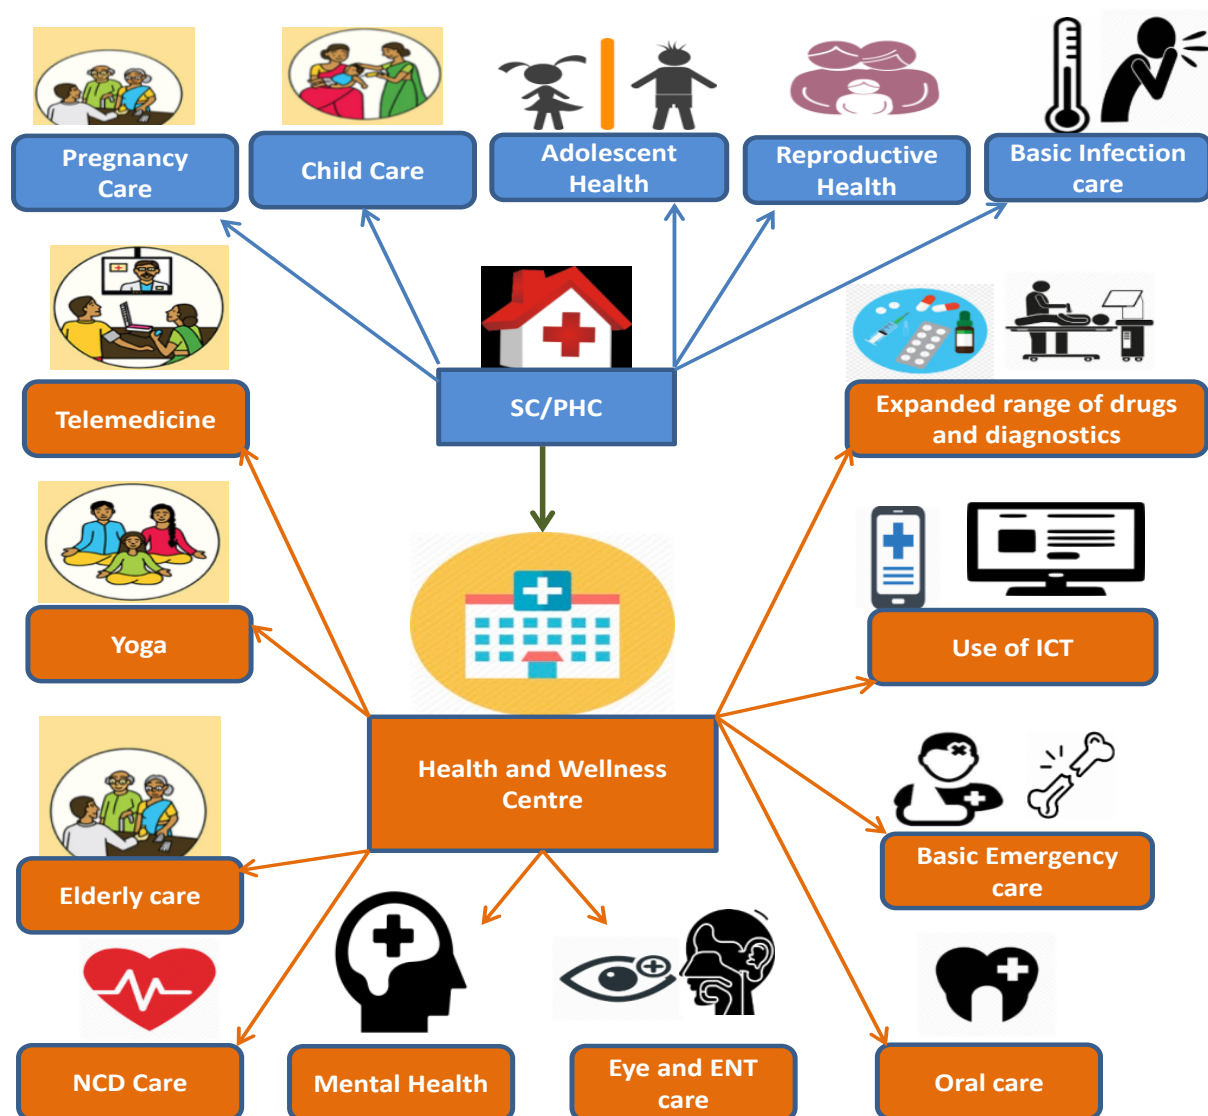 Pregnancy
Care
Child Care
Adolescent
Health
Reproductive
Health
Basic Infection
care
SC/PHC
Telemedicine
Expanded range of drugs
and diagnostics
Yoga
Use of ICT
Health and Wellness
Centre
Elderly care
Basic Emergency
care
NCD Care
Mental Health
Eye and ENT
care
Oral care